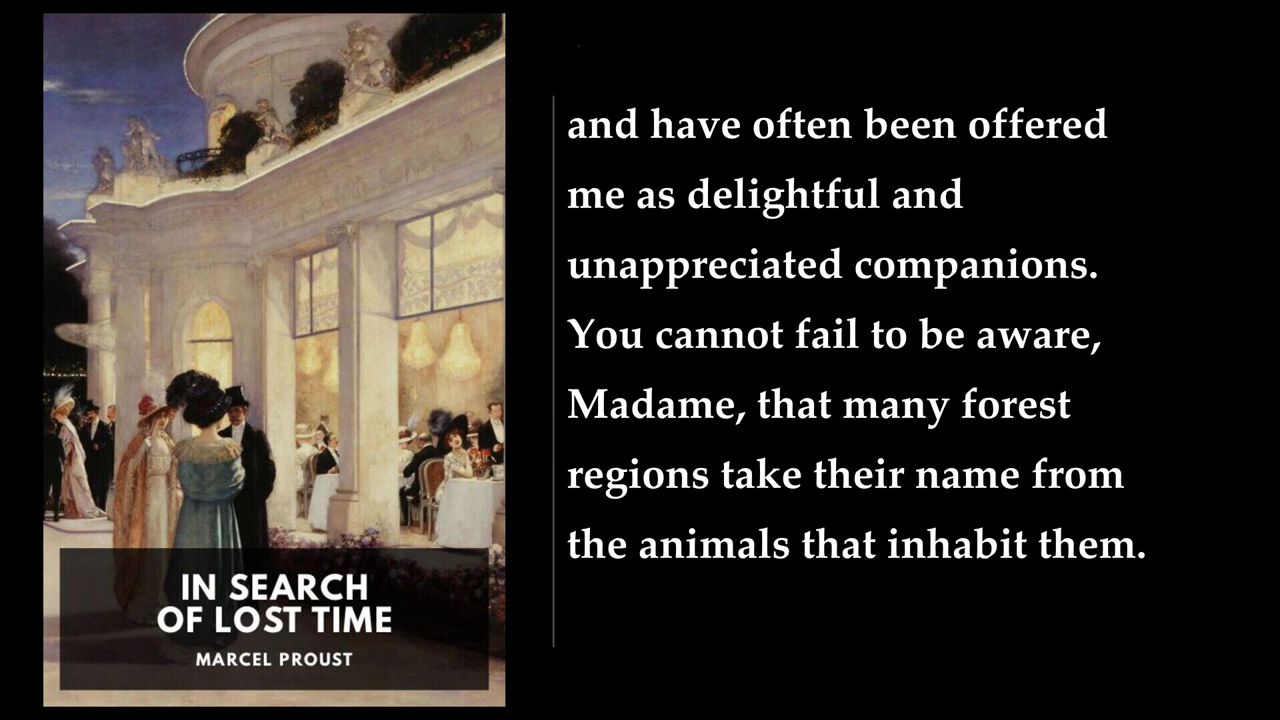 IN SEARCH
OF LOST TIME
MARCEL PROUST
and have often been offered
me as delightful and
unappreciated companions.
You cannot fail to be aware,
Madame, that many forest
regions take their name from
the animals that inhabit them.